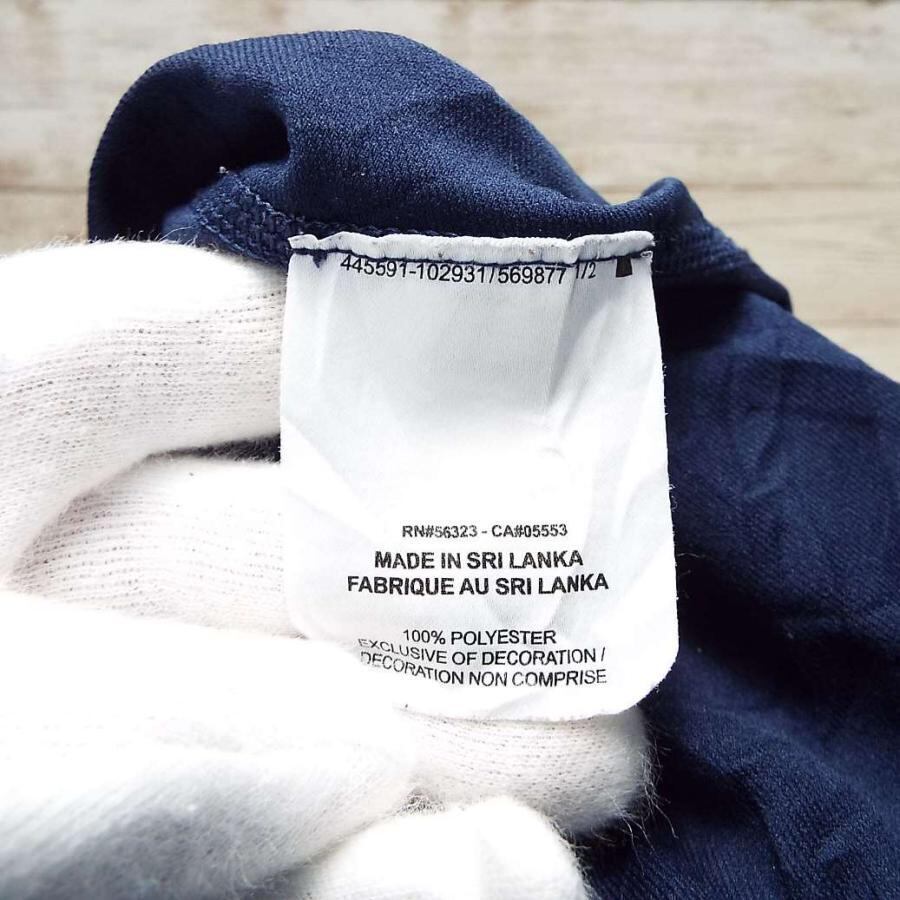 445591-102931/569877 1/2
RN#56323 - CA#05553
MADE IN SRI LANKA
FABRIQUE AU SRI LANKA
100% POLYESTER
EXCLUSIVE OF DECORATION /
DECORATION NON COMPRISE